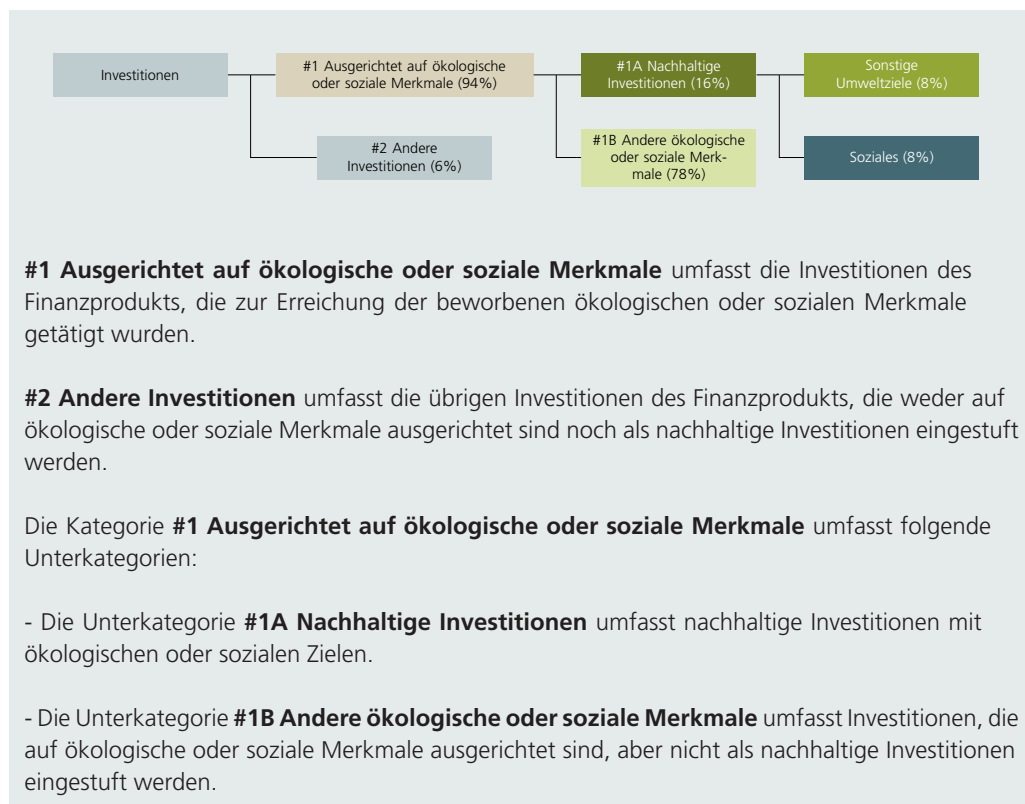 Investitionen
#1 Ausgerichtet auf ökologische
oder soziale Merkmale (94%)
#1A Nachhaltige
Investitionen (16%)
Sonstige
Umweltziele (8%)
#2 Andere
Investitionen (6%)
#1B Andere ökologische
oder soziale Merk-
male (78%)
Soziales (8%)
#1 Ausgerichtet auf ökologische oder soziale Merkmale umfasst die Investitionen des
Finanzprodukts, die zur Erreichung der beworbenen ökologischen oder sozialen Merkmale
getätigt wurden.
#2 Andere Investitionen umfasst die übrigen Investitionen des Finanzprodukts, die weder auf
ökologische oder soziale Merkmale ausgerichtet sind noch als nachhaltige Investitionen eingestuft
werden.
Die Kategorie #1 Ausgerichtet auf ökologische oder soziale Merkmale umfasst folgende
Unterkategorien:
- Die Unterkategorie #1A Nachhaltige Investitionen umfasst nachhaltige Investitionen mit
ökologischen oder sozialen Zielen.
- Die Unterkategorie #1B Andere ökologische oder soziale Merkmale umfasst Investitionen, die
auf ökologische oder soziale Merkmale ausgerichtet sind, aber nicht als nachhaltige Investitionen
eingestuft werden.